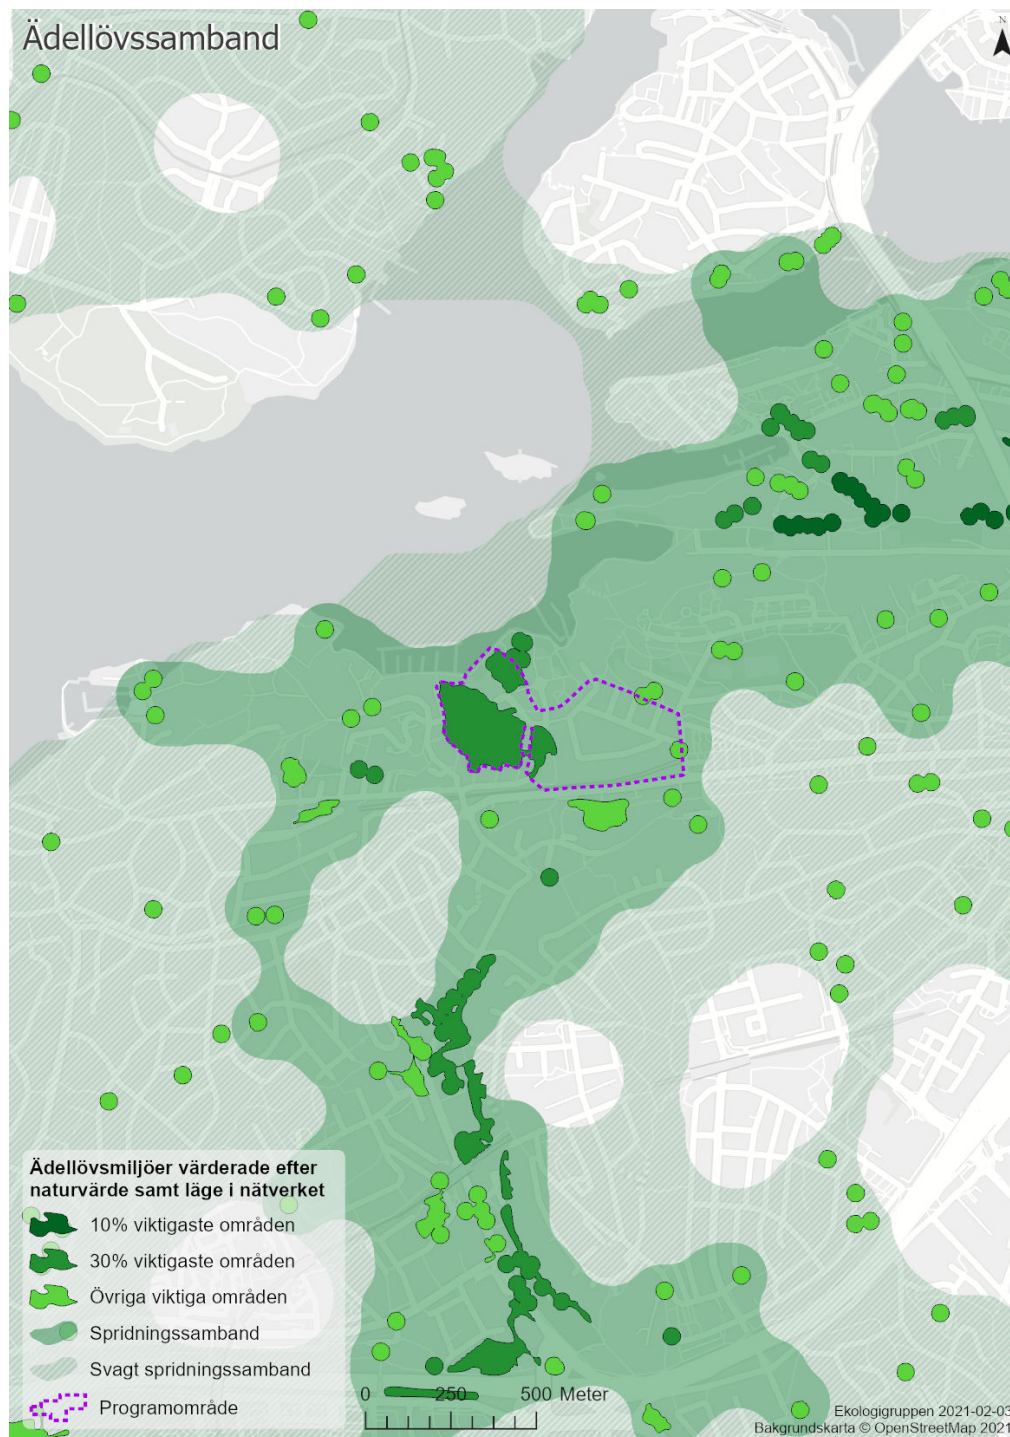 Ädellövssamband
N
Ädellövsmiljöer värderade efter
naturvärde samt läge i nätverket
10% viktigaste områden
30% viktigaste områden
Övriga viktiga områden
Spridningssamband
Svagt spridningssamband
Programområde
0 250 500 Meter
Ekologigruppen 2021-02-03
Bakgrundskarta © OpenStreetMap 2021